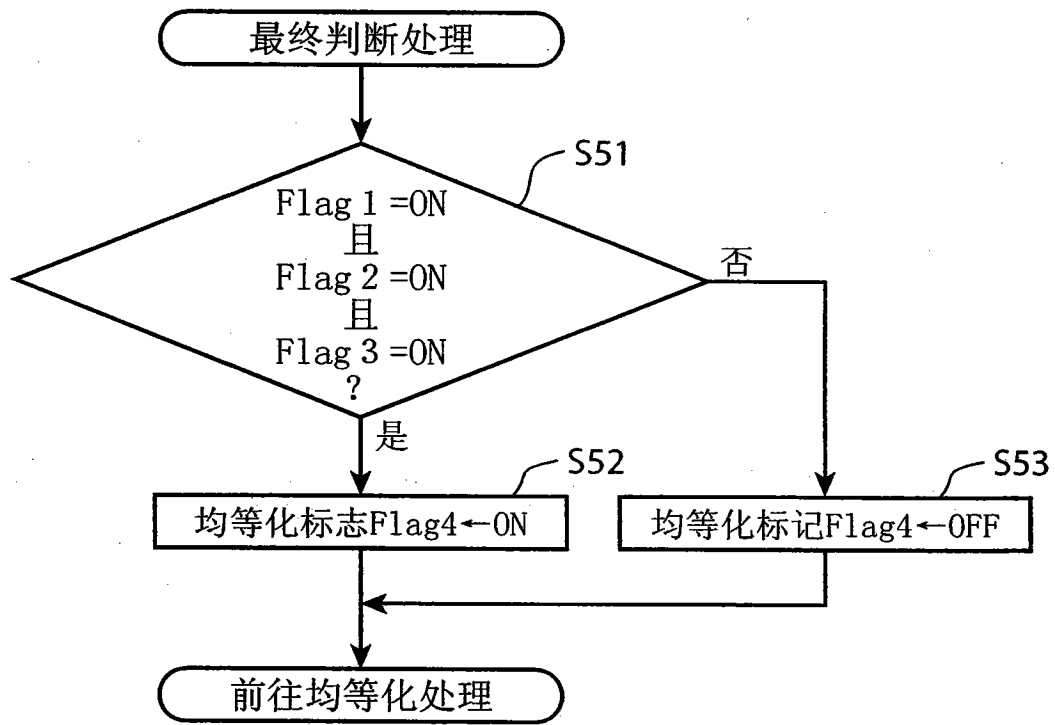 最终判断处理
S51
Flag 1 =ON
且
Flag 2 =ON
且
Flag 3 =ON
?
否
是
S52
S53
均等化标志Flag4←ON
均等化标记Flag4←OFF
前往均等化处理